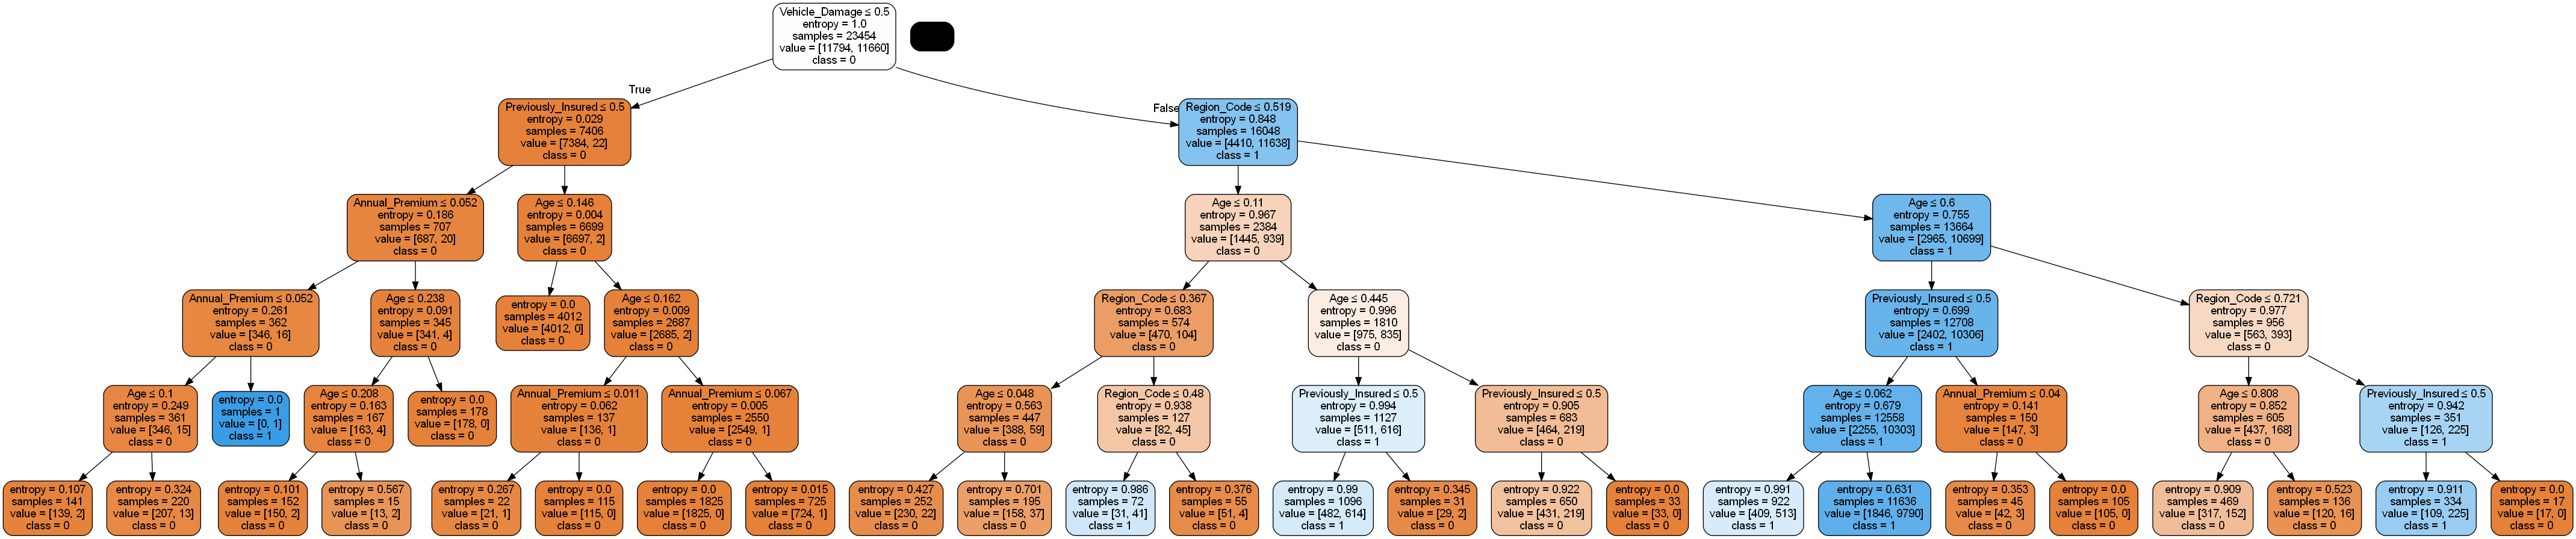 Vehicle_Damage ≤ 0.5
entropy = 1.0
samples = 23454
value = [11794, 11660]
class = 0
True
False
Previously_Insured ≤ 0.5
entropy = 0.029
samples = 7406
value = [7384, 22]
class = 0
Region_Code ≤ 0.519
entropy = 0.848
samples = 16048
value = [4410, 11638]
class = 1
Annual_Premium ≤ 0.052
entropy = 0.186
samples = 707
value = [687, 20]
class = 0
Age ≤ 0.146
entropy = 0.004
samples = 6699
value = [6697, 2]
class = 0
Age ≤ 0.11
entropy = 0.967
samples = 2384
value = [1445, 939]
class = 0
Age ≤ 0.6
entropy = 0.755
samples = 13664
value = [2965, 10699]
class = 1
Annual_Premium ≤ 0.052
entropy = 0.261
samples = 362
value = [346, 16]
class = 0
Age ≤ 0.238
entropy = 0.091
samples = 345
value = [341, 4]
class = 0
entropy = 0.0
samples = 4012
value = [4012, 0]
class = 0
Age ≤ 0.162
entropy = 0.009
samples = 2687
value = [2685, 2]
class = 0
Region_Code ≤ 0.367
entropy = 0.683
samples = 574
value = [470, 104]
class = 0
Age ≤ 0.445
entropy = 0.996
samples = 1810
value = [975, 835]
class = 0
Previously_Insured ≤ 0.5
entropy = 0.699
samples = 12708
value = [2402, 10306]
class = 1
Region_Code ≤ 0.721
entropy = 0.977
samples = 956
value = [563, 393]
class = 0
Age ≤ 0.1
entropy = 0.249
samples = 361
value = [346, 15]
class = 0
entropy = 0.0
samples = 1
value = [0, 1]
class = 1
Age ≤ 0.208
entropy = 0.163
samples = 167
value = [163, 4]
class = 0
entropy = 0.0
samples = 178
value = [178, 0]
class = 0
Annual_Premium ≤ 0.011
entropy = 0.062
samples = 137
value = [136, 1]
class = 0
Annual_Premium ≤ 0.067
entropy = 0.005
samples = 2550
value = [2549, 1]
class = 0
Age ≤ 0.048
entropy = 0.563
samples = 447
value = [388, 59]
class = 0
Region_Code ≤ 0.48
entropy = 0.938
samples = 127
value = [82, 45]
class = 0
Previously_Insured ≤ 0.5
entropy = 0.994
samples = 1127
value = [511, 616]
class = 1
Previously_Insured ≤ 0.5
entropy = 0.905
samples = 683
value = [464, 219]
class = 0
Age ≤ 0.062
entropy = 0.679
samples = 12558
value = [2255, 10303]
class = 1
Annual_Premium ≤ 0.04
entropy = 0.141
samples = 150
value = [147, 3]
class = 0
Age ≤ 0.808
entropy = 0.852
samples = 605
value = [437, 168]
class = 0
Previously_Insured ≤ 0.5
entropy = 0.942
samples = 351
value = [126, 225]
class = 1
entropy = 0.107
samples = 141
value = [139, 2]
class = 0
entropy = 0.324
samples = 220
value = [207, 13]
class = 0
entropy = 0.101
samples = 152
value = [150, 2]
class = 0
entropy = 0.567
samples = 15
value = [13, 2]
class = 0
entropy = 0.267
samples = 22
value = [21, 1]
class = 0
entropy = 0.0
samples = 115
value = [115, 0]
class = 0
entropy = 0.0
samples = 1825
value = [1825, 0]
class = 0
entropy = 0.015
samples = 725
value = [724, 1]
class = 0
entropy = 0.427
samples = 252
value = [230, 22]
class = 0
entropy = 0.701
samples = 195
value = [158, 37]
class = 0
entropy = 0.986
samples = 72
value = [31, 41]
class = 1
entropy = 0.376
samples = 55
value = [51, 4]
class = 0
entropy = 0.99
samples = 1096
value = [482, 614]
class = 1
entropy = 0.345
samples = 31
value = [29, 2]
class = 0
entropy = 0.922
samples = 650
value = [431, 219]
class = 0
entropy = 0.0
samples = 33
value = [33, 0]
class = 0
entropy = 0.991
samples = 922
value = [409, 513]
class = 1
entropy = 0.631
samples = 11636
value = [1846, 9790]
class = 1
entropy = 0.353
samples = 45
value = [42, 3]
class = 0
entropy = 0.0
samples = 105
value = [105, 0]
class = 0
entropy = 0.909
samples = 469
value = [317, 152]
class = 0
entropy = 0.523
samples = 136
value = [120, 16]
class = 0
entropy = 0.911
samples = 334
value = [109, 225]
class = 1
entropy = 0.0
samples = 17
value = [17, 0]
class = 0